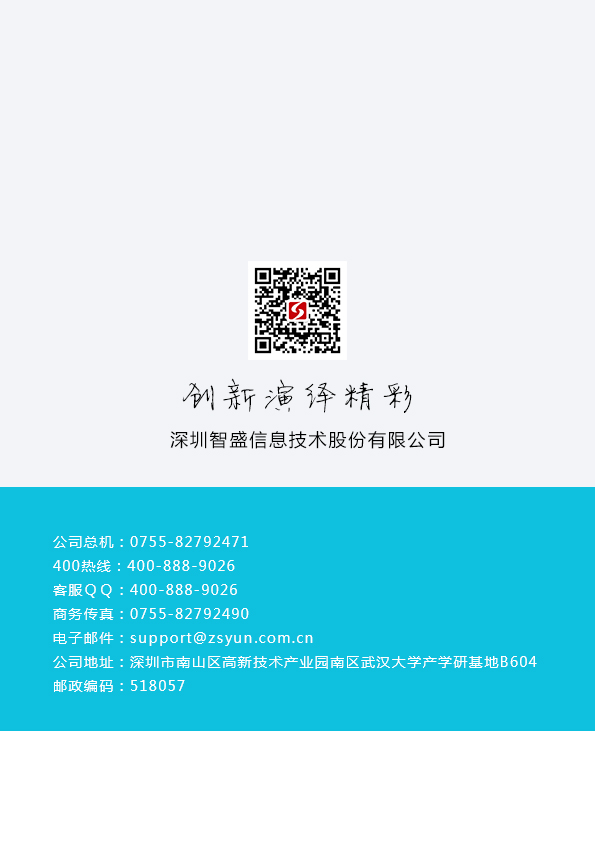 创新演绎精彩
深圳智盛信息技术股份有限公司
公司总机：0755-82792471
400热线：400-888-9026
客服ＱＱ：400-888-9026
商务传真：0755-82792490
电子邮件：support@zsyun.com.cn
公司地址：深圳市南山区高新技术产业园南区武汉大学产学研基地B604
邮政编码：518057